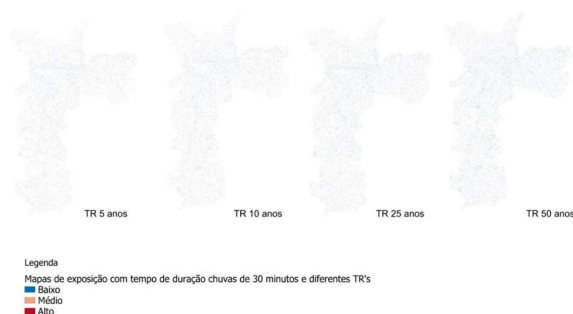 TR 5 anos
TR 10 anos
TR 25 anos
TR 50 anos
Legenda
Mapas de exposição com tempo de duração chuvas de 30 minutos e diferentes TR's
Baixo
Médio
Alto